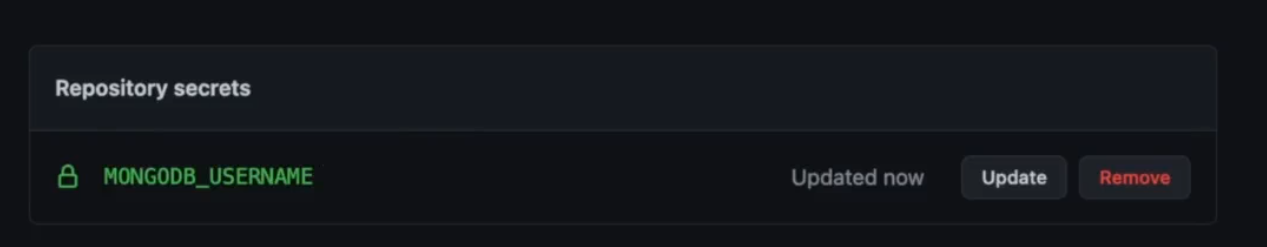 Repository secrets
MONGODB_USERNAME Updated now Update Remove